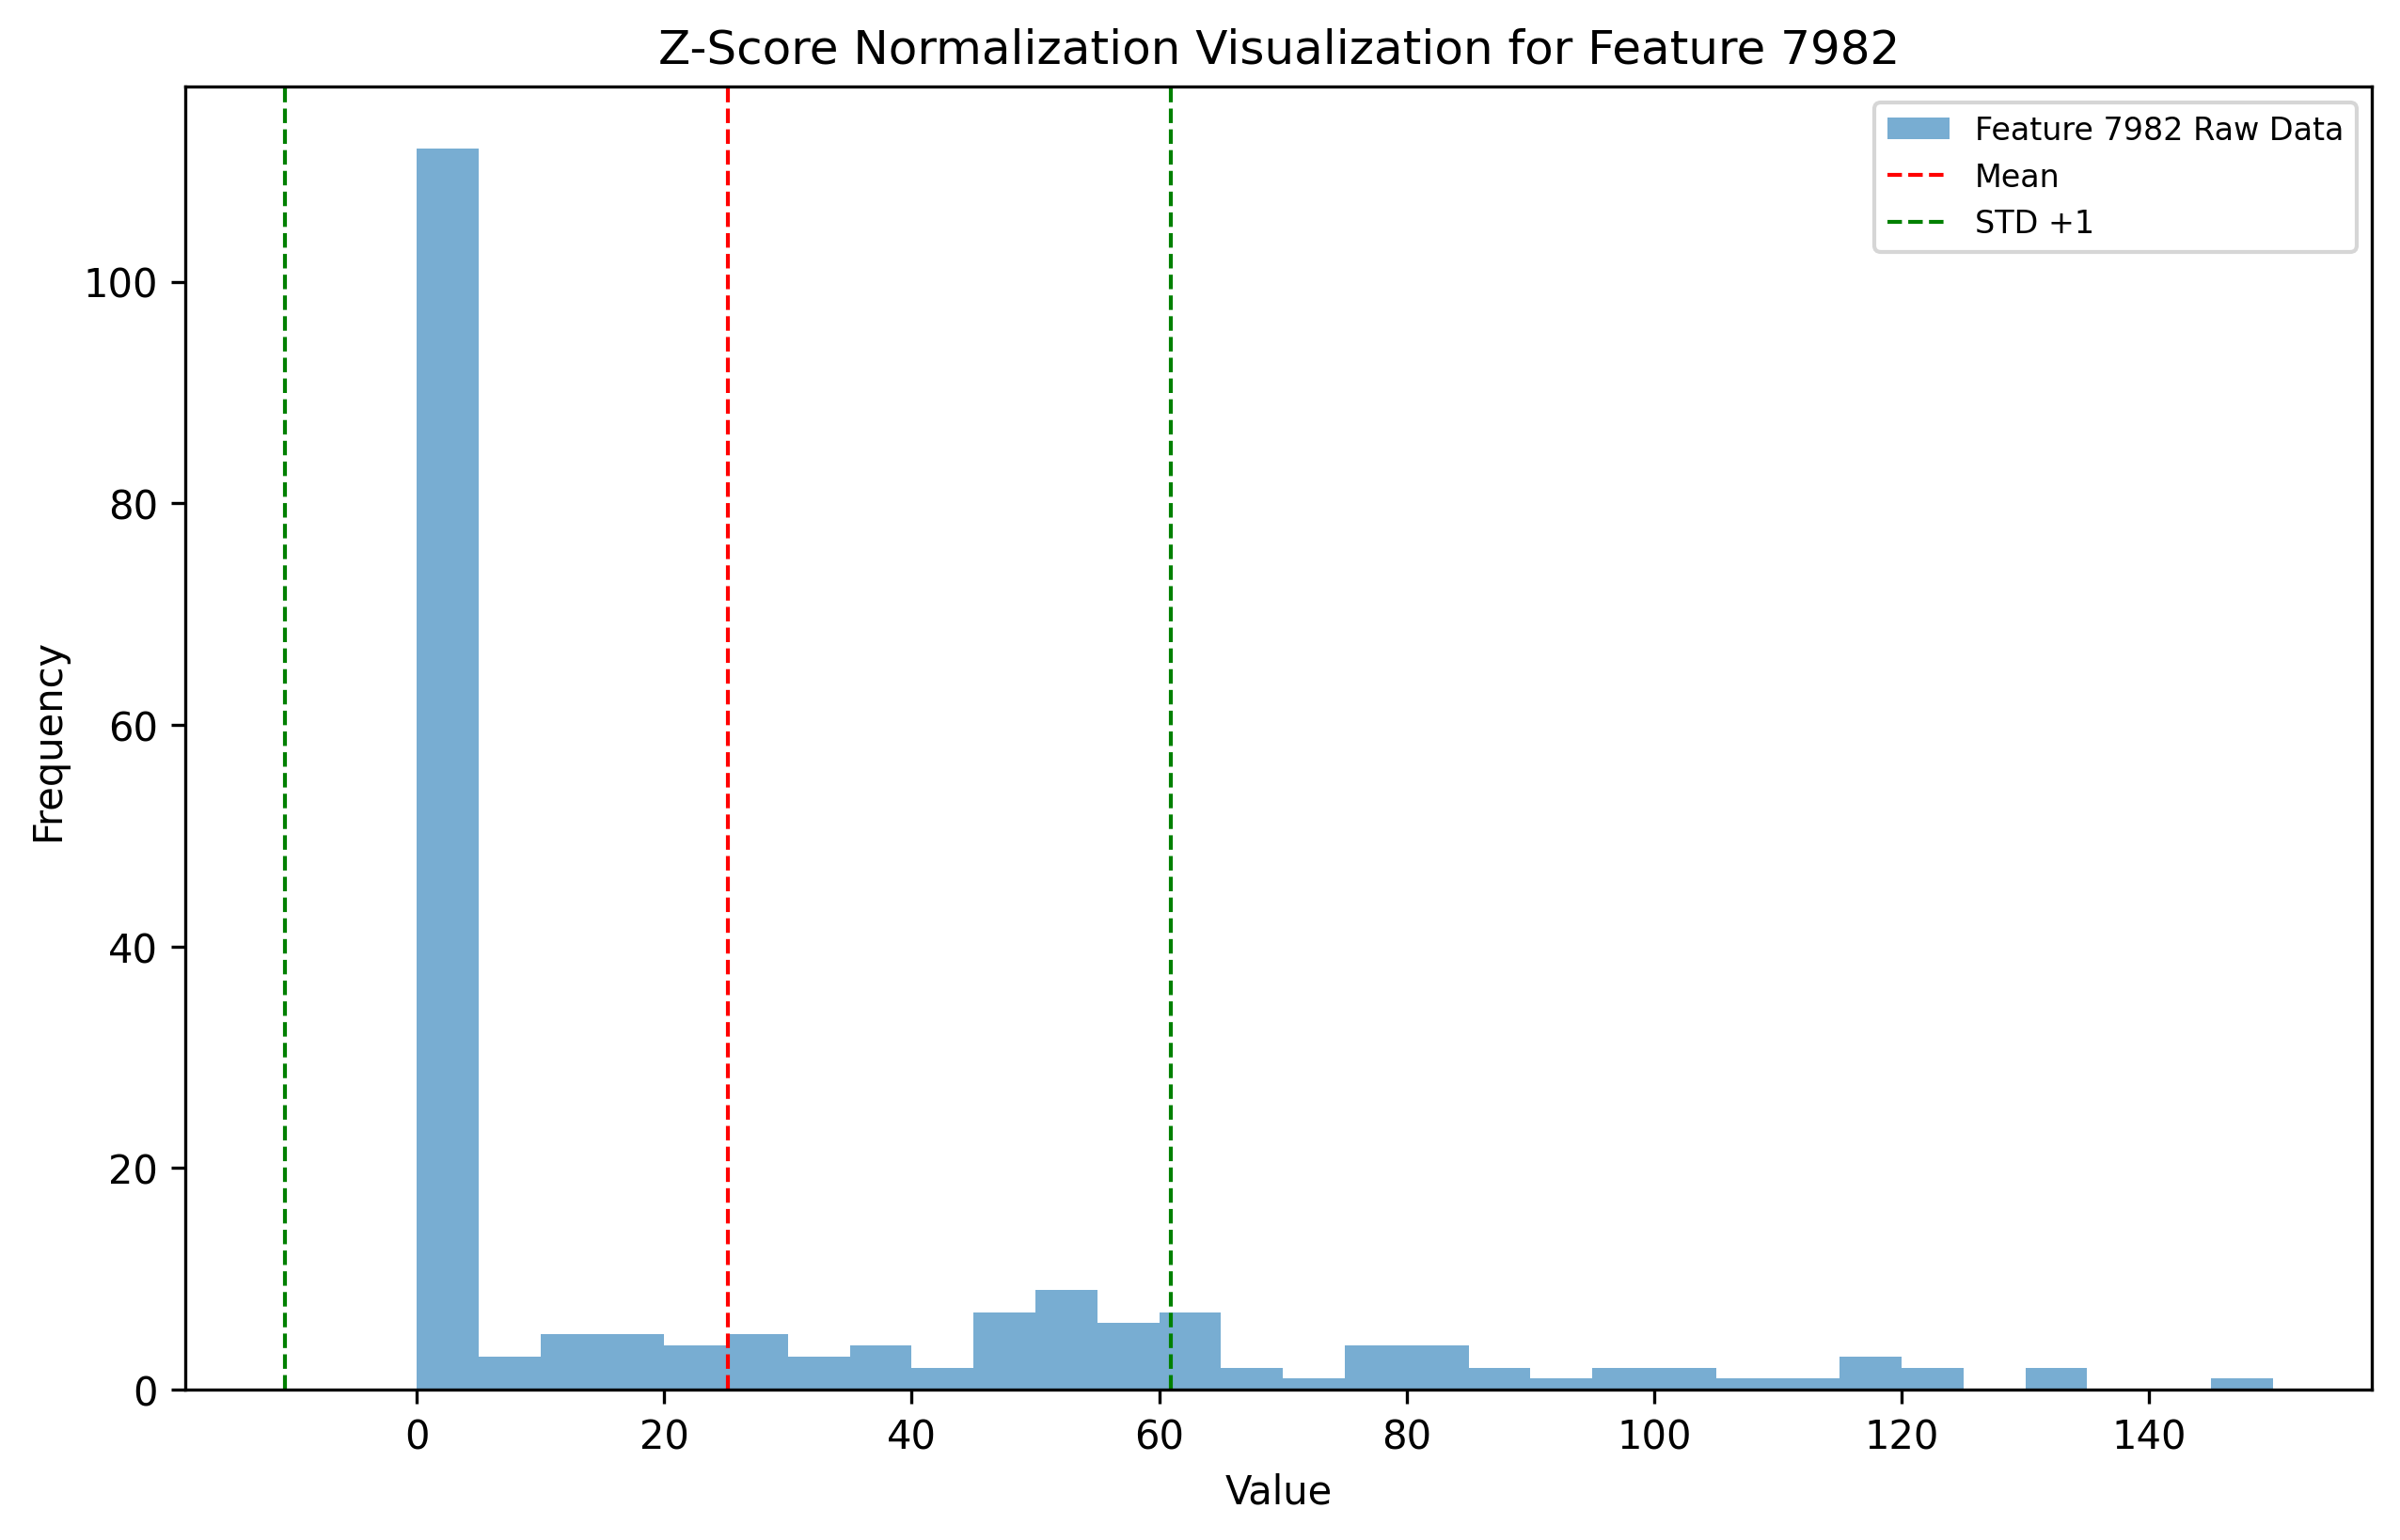 Z-Score Normalization Visualization for Feature 7982
Feature 7982 Raw Data
Mean
STD +1
100
80
60
40
20
0
Frequency
0 20 40 60 80 100 120 140
Value